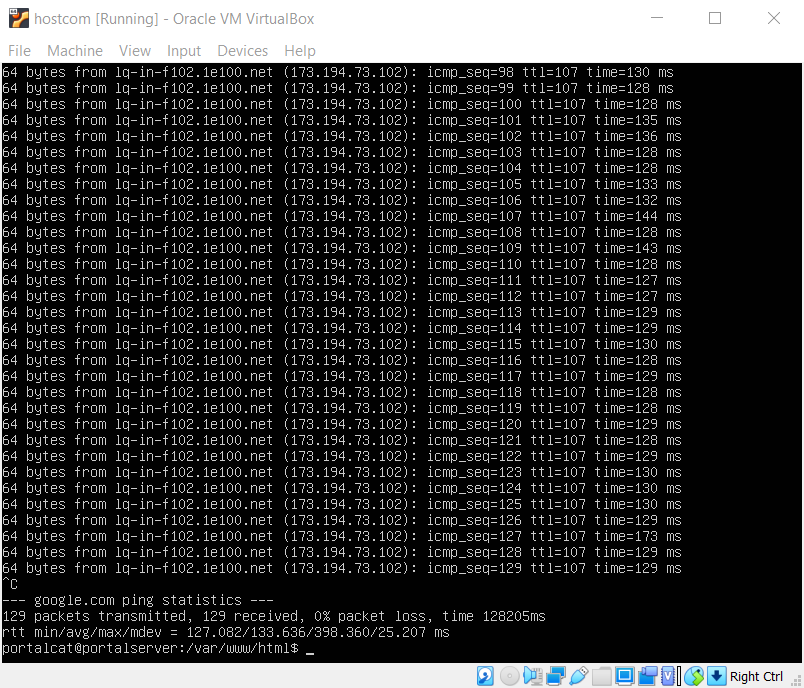 hostcom [Running] - Oracle VM VirtualBox
File Machine View Input Devices Help
64 bytes from lq-in-f102.1e100.net (173.194.73.102): icmp_seq=98 ttl=107 time=130 ms
64 bytes from lq-in-f102.1e100.net (173.194.73.102): icmp_seq=99 ttl=107 time=128 ms
64 bytes from lq-in-f102.1e100.net (173.194.73.102): icmp_seq=100 ttl=107 time=128 ms
64 bytes from lq-in-f102.1e100.net (173.194.73.102): icmp_seq=101 ttl=107 time=135 ms
64 bytes from lq-in-f102.1e100.net (173.194.73.102): icmp_seq=102 ttl=107 time=136 ms
64 bytes from lq-in-f102.1e100.net (173.194.73.102): icmp_seq=103 ttl=107 time=128 ms
64 bytes from lq-in-f102.1e100.net (173.194.73.102): icmp_seq=104 ttl=107 time=128 ms
64 bytes from lq-in-f102.1e100.net (173.194.73.102): icmp_seq=105 ttl=107 time=133 ms
64 bytes from lq-in-f102.1e100.net (173.194.73.102): icmp_seq=106 ttl=107 time=132 ms
64 bytes from lq-in-f102.1e100.net (173.194.73.102): icmp_seq=107 ttl=107 time=144 ms
64 bytes from lq-in-f102.1e100.net (173.194.73.102): icmp_seq=108 ttl=107 time=128 ms
64 bytes from lq-in-f102.1e100.net (173.194.73.102): icmp_seq=109 ttl=107 time=143 ms
64 bytes from lq-in-f102.1e100.net (173.194.73.102): icmp_seq=110 ttl=107 time=128 ms
64 bytes from lq-in-f102.1e100.net (173.194.73.102): icmp_seq=111 ttl=107 time=127 ms
64 bytes from lq-in-f102.1e100.net (173.194.73.102): icmp_seq=112 ttl=107 time=127 ms
64 bytes from lq-in-f102.1e100.net (173.194.73.102): icmp_seq=113 ttl=107 time=129 ms
64 bytes from lq-in-f102.1e100.net (173.194.73.102): icmp_seq=114 ttl=107 time=129 ms
64 bytes from lq-in-f102.1e100.net (173.194.73.102): icmp_seq=115 ttl=107 time=130 ms
64 bytes from lq-in-f102.1e100.net (173.194.73.102): icmp_seq=116 ttl=107 time=128 ms
64 bytes from lq-in-f102.1e100.net (173.194.73.102): icmp_seq=117 ttl=107 time=129 ms
64 bytes from lq-in-f102.1e100.net (173.194.73.102): icmp_seq=118 ttl=107 time=128 ms
64 bytes from lq-in-f102.1e100.net (173.194.73.102): icmp_seq=119 ttl=107 time=128 ms
64 bytes from lq-in-f102.1e100.net (173.194.73.102): icmp_seq=120 ttl=107 time=129 ms
64 bytes from lq-in-f102.1e100.net (173.194.73.102): icmp_seq=121 ttl=107 time=128 ms
64 bytes from lq-in-f102.1e100.net (173.194.73.102): icmp_seq=122 ttl=107 time=129 ms
64 bytes from lq-in-f102.1e100.net (173.194.73.102): icmp_seq=123 ttl=107 time=130 ms
64 bytes from lq-in-f102.1e100.net (173.194.73.102): icmp_seq=124 ttl=107 time=130 ms
64 bytes from lq-in-f102.1e100.net (173.194.73.102): icmp_seq=125 ttl=107 time=130 ms
64 bytes from lq-in-f102.1e100.net (173.194.73.102): icmp_seq=126 ttl=107 time=129 ms
64 bytes from lq-in-f102.1e100.net (173.194.73.102): icmp_seq=127 ttl=107 time=173 ms
64 bytes from lq-in-f102.1e100.net (173.194.73.102): icmp_seq=128 ttl=107 time=129 ms
64 bytes from lq-in-f102.1e100.net (173.194.73.102): icmp_seq=129 ttl=107 time=129 ms
^C
--- google.com ping statistics ---
129 packets transmitted, 129 received, 0% packet loss, time 128205ms
rtt min/avg/max/mdev = 127.082/133.636/398.360/25.207 ms
portalcat@portalserver:/var/www/html$ _
Right Ctrl